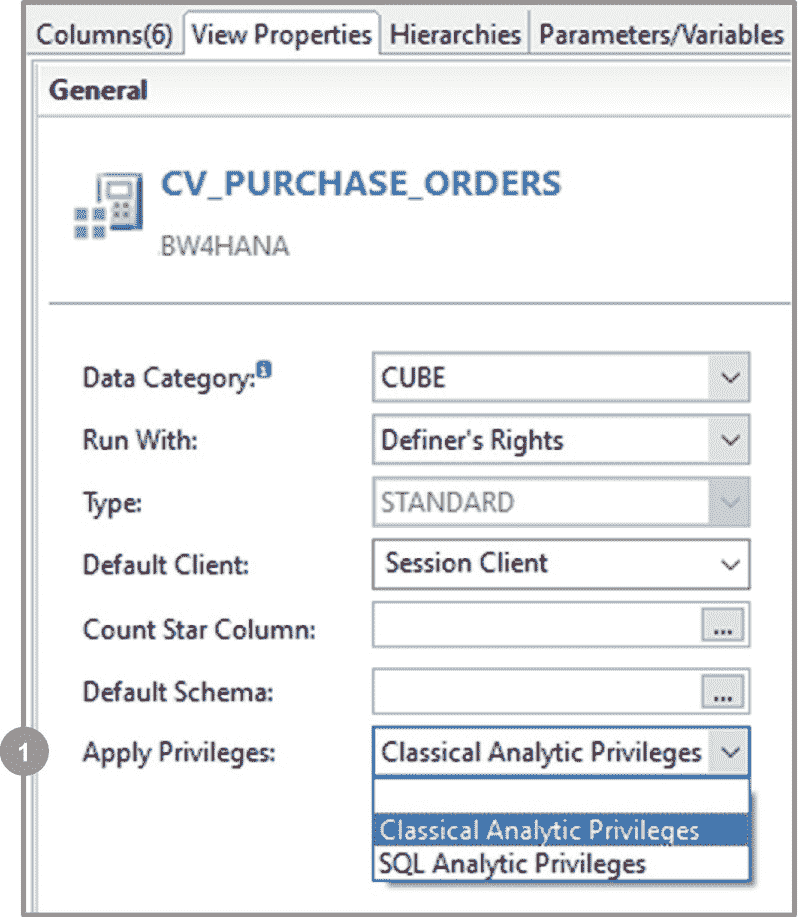 Columns(6) View Properties Hierarchies Parameters/Variables
General
CV_PURCHASE_ORDERS
.BW4HANA
Data Category: i CUBE
Run With: Definer's Rights
Type: STANDARD
Default Client: Session Client
Count Star Column: ...
Default Schema: ...
1 Apply Privileges: Classical Analytic Privileges
Classical Analytic Privileges
SQL Analytic Privileges